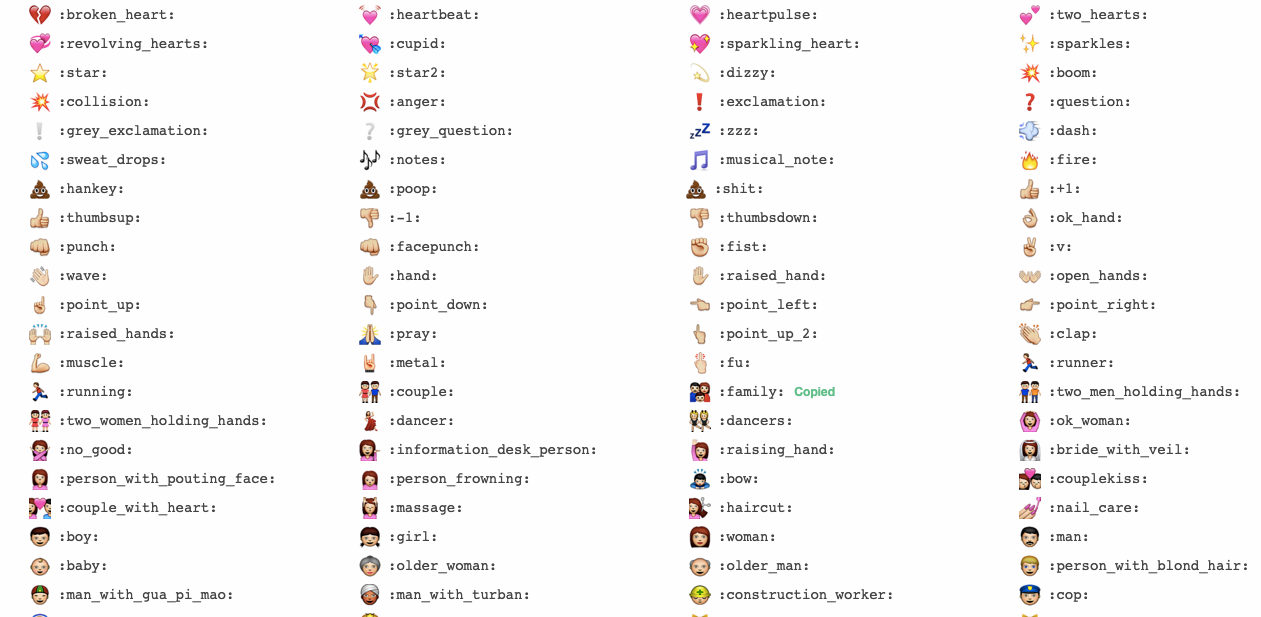 :broken_heart: :heartbeat: :heartpulse: :two_hearts:
:revolving_hearts: :cupid: :sparkling_heart: :sparkles:
:star: :star2: :dizzy: :boom:
:collision: :anger: :exclamation: :question:
:grey_exclamation: :grey_question: :zzz: :dash:
:sweat_drops: :notes: :musical_note: :fire:
:hankey: :poop: :shit: :+1:
:thumbsup: :-1: :thumbsdown: :ok_hand:
:punch: :facepunch: :fist: :v:
:wave: :hand: :raised_hand: :open_hands:
:point_up: :point_down: :point_left: :point_right:
:raised_hands: :pray: :point_up_2: :clap:
:muscle: :metal: :fu: :runner:
:running: :couple: :family: Copied :two_men_holding_hands:
:two_women_holding_hands: :dancer: :dancers: :ok_woman:
:no_good: :information_desk_person: :raising_hand: :bride_with_veil:
:person_with_pouting_face: :person_frowning: :bow: :couplekiss:
:couple_with_heart: :massage: :haircut: :nail_care:
:boy: :girl: :woman: :man:
:baby: :older_woman: :older_man: :person_with_blond_hair:
:man_with_gua_pi_mao: :man_with_turban: :construction_worker: :cop: